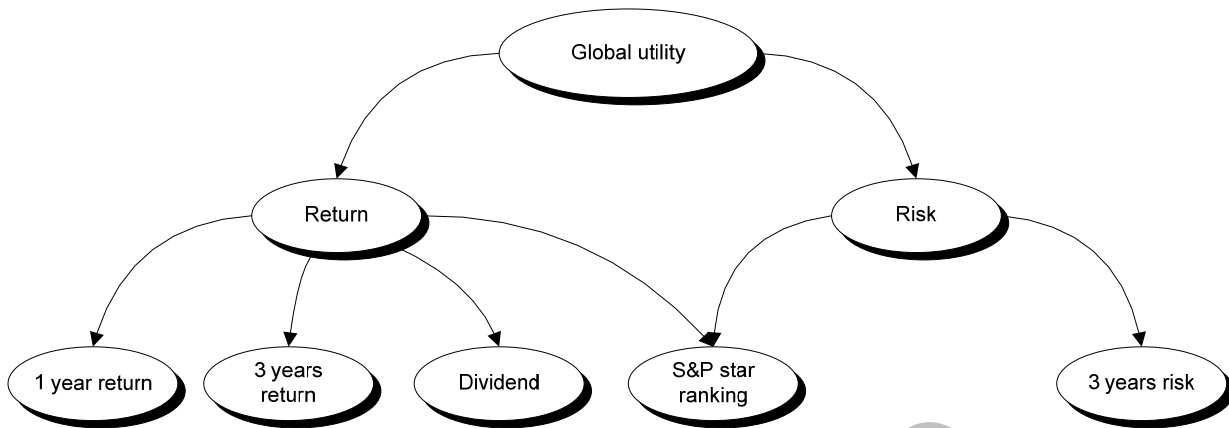 Global utility
Return
Risk
1 year return
3 years
return
Dividend
S&P star
ranking
3 years risk